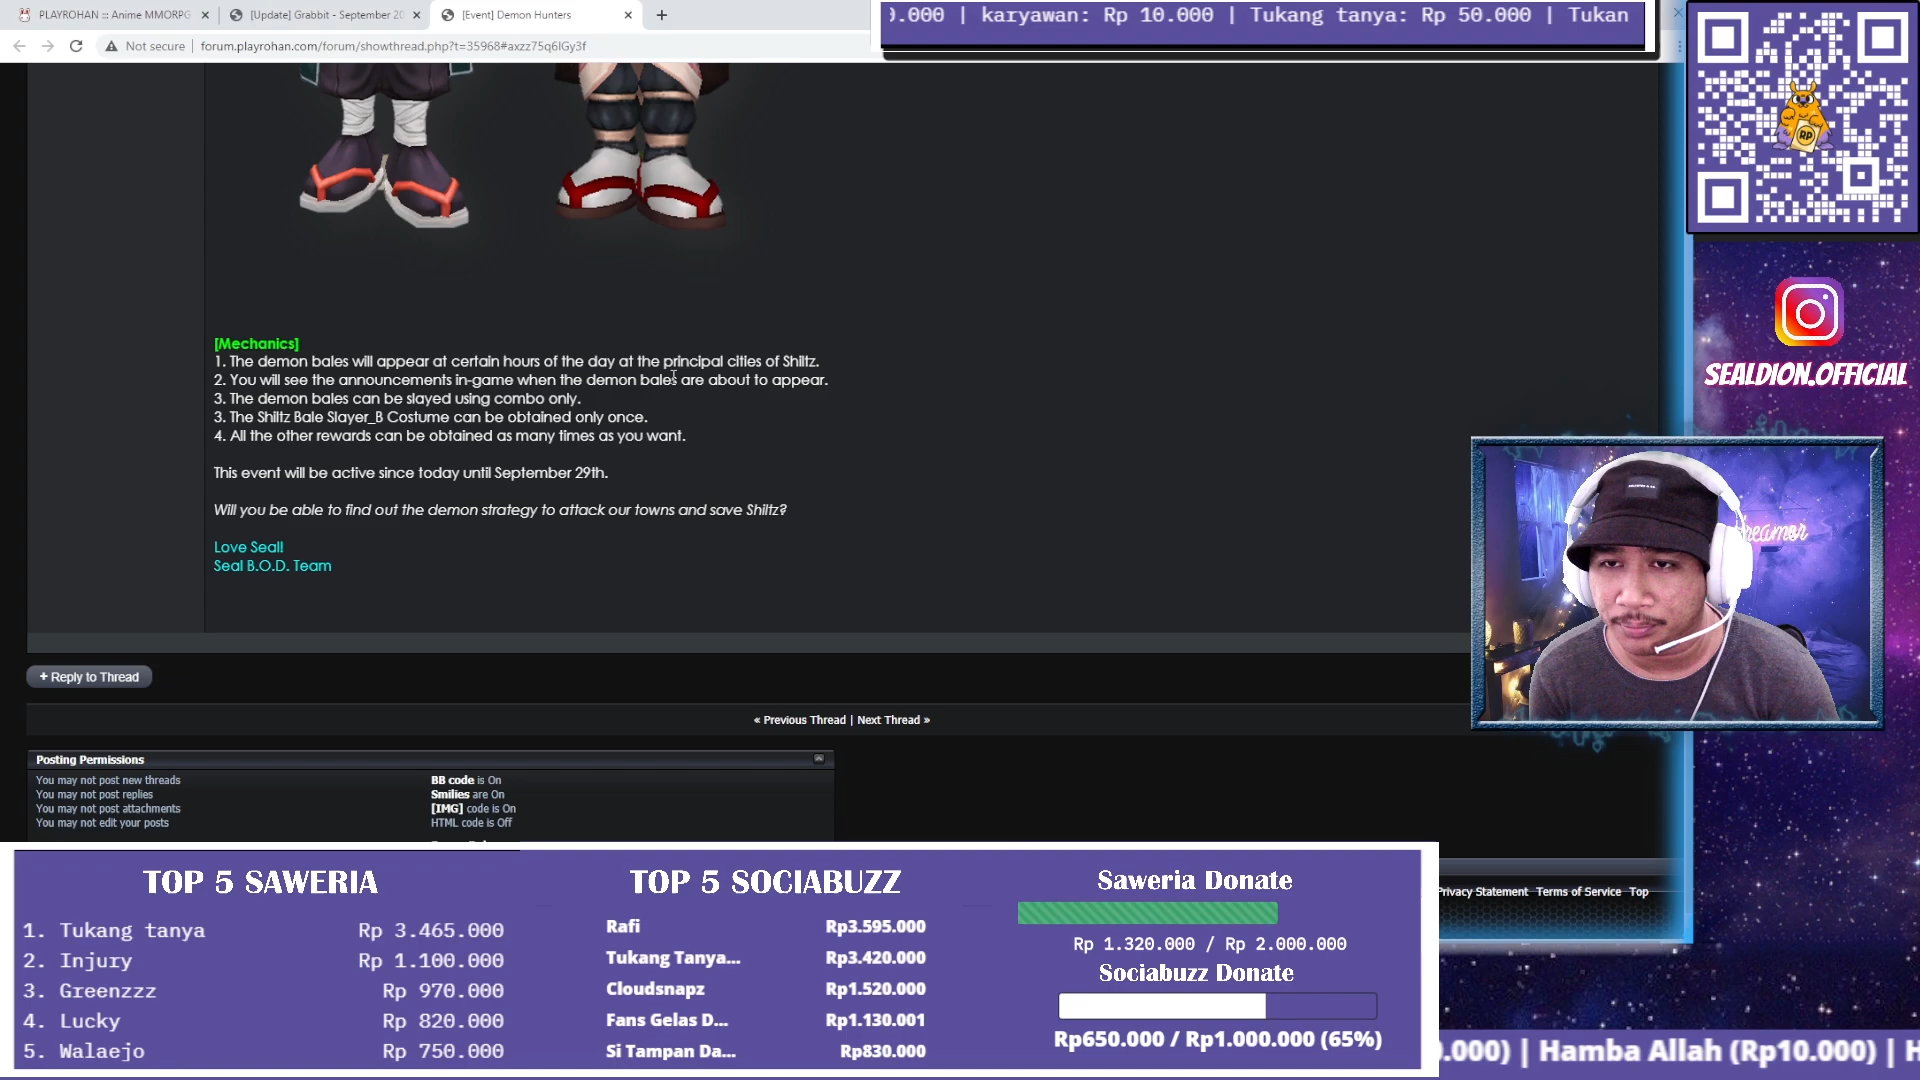 PLAYROHAN ::: Anime MMORPG
[Update] Grabbit - September 20
[Event] Demon Hunters
Not secure | forum.playrohan.com/forum/showthread.php?t=35968#axzz75q6lGy3f
0.000 | karyawan: Rp 10.000 | Tukang tanya: Rp 50.000 | Tukan
RP
SEALDION.OFFICIAL
[Mechanics]
1. The demon bales will appear at certain hours of the day at the principal cities of Shiltz.
2. You will see the announcements in-game when the demon bales are about to appear.
3. The demon bales can be slayed using combo only.
3. The Shiltz Bale Slayer_B Costume can be obtained only once.
4. All the other rewards can be obtained as many times as you want.
This event will be active since today until September 29th.
Will you be able to find out the demon strategy to attack our towns and save Shiltz?
Love Seal!
Seal B.O.D. Team
+ Reply to Thread
« Previous Thread | Next Thread »
Posting Permissions
You may not post new threads
You may not post replies
You may not post attachments
You may not edit your posts
BB code is On
Smilies are On
[IMG] code is On
HTML code is Off
Privacy Statement Terms of Service Top
TOP 5 SAWERIA
1. Tukang tanya Rp 3.465.000
2. Injury Rp 1.100.000
3. Greenzzz Rp 970.000
4. Lucky Rp 820.000
5. Walaejo Rp 750.000
TOP 5 SOCIABUZZ
Rafi Rp3.595.000
Tukang Tanya... Rp3.420.000
Cloudsnapz Rp1.520.000
Fans Gelas D... Rp1.130.001
Si Tampan Da... Rp830.000
Saweria Donate
Rp 1.320.000 / Rp 2.000.000
Sociabuzz Donate
Rp650.000 / Rp1.000.000 (65%)
.000) | Hamba Allah (Rp10.000) | H